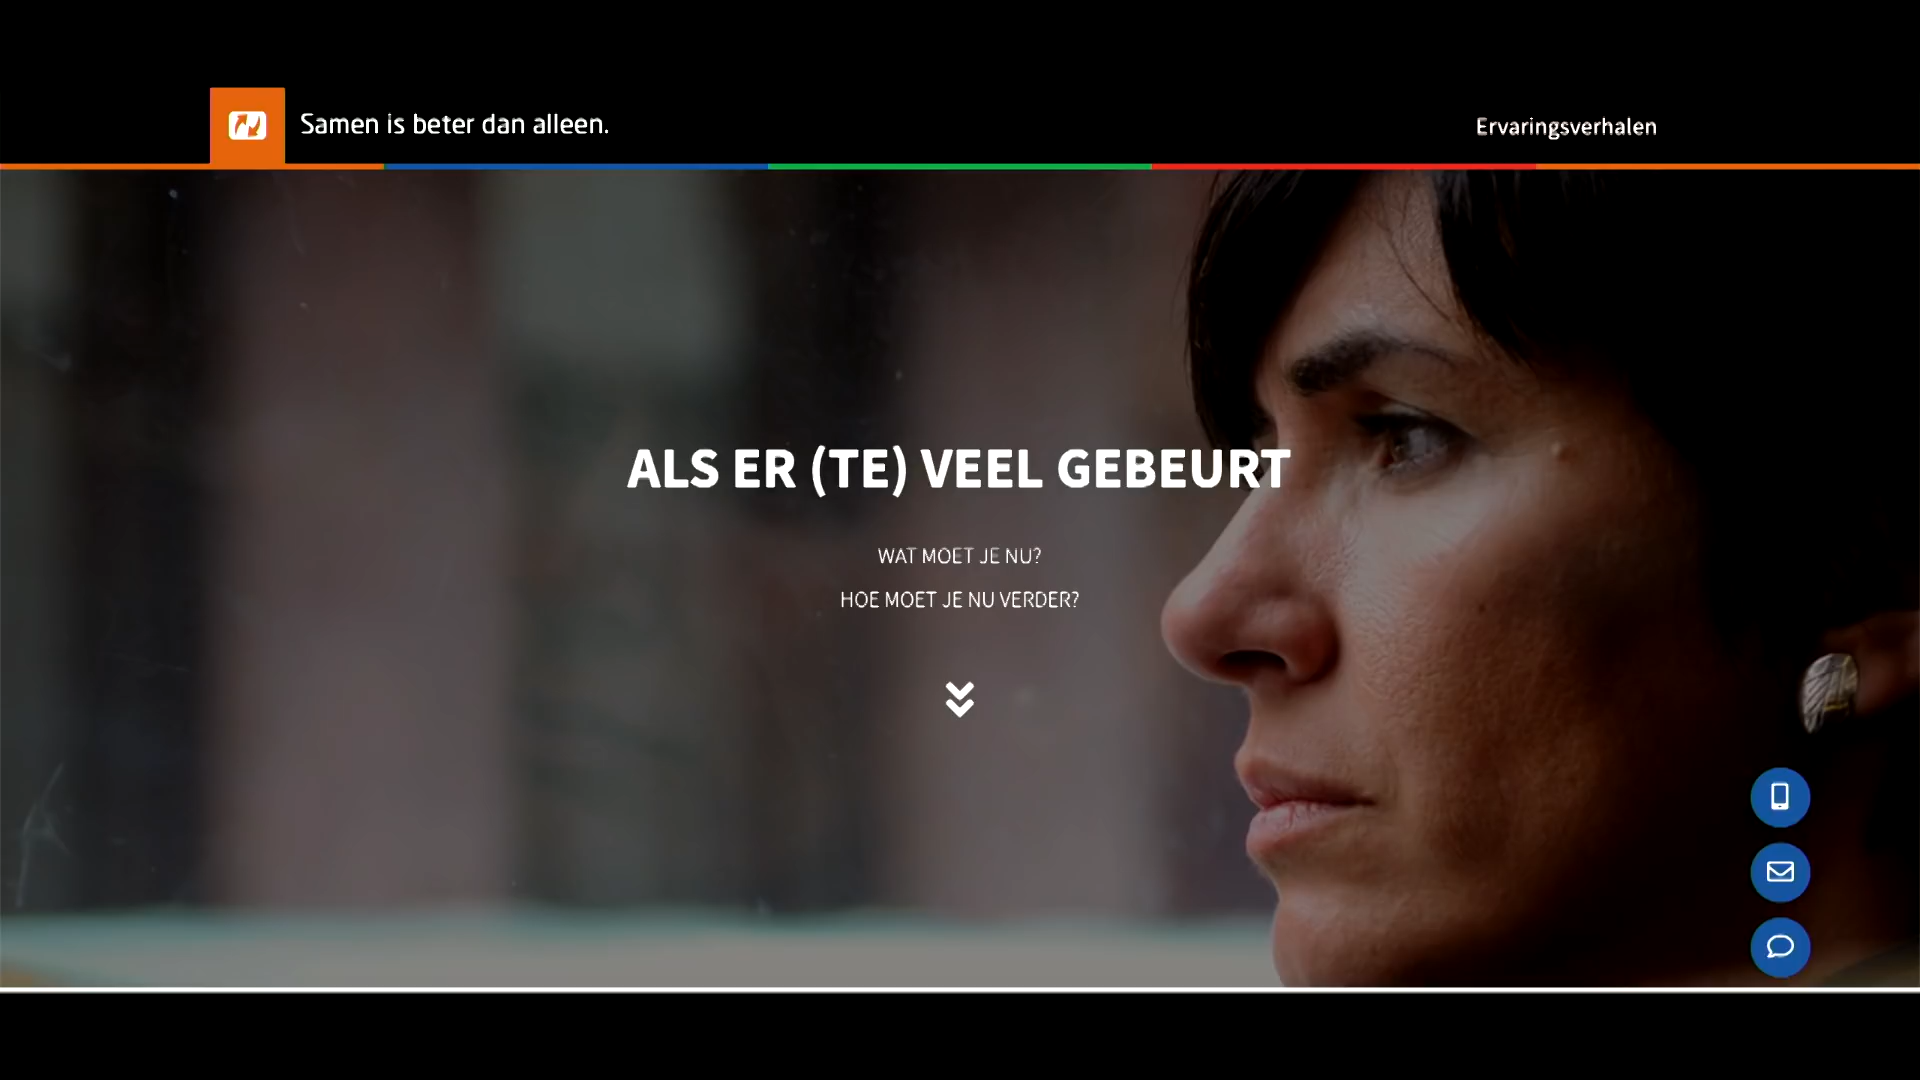 Samen is beter dan alleen.
Ervaringsverhalen
ALS ER (TE) VEEL GEBEURT
WAT MOET JE NU?
HOE MOET JE NU VERDER?